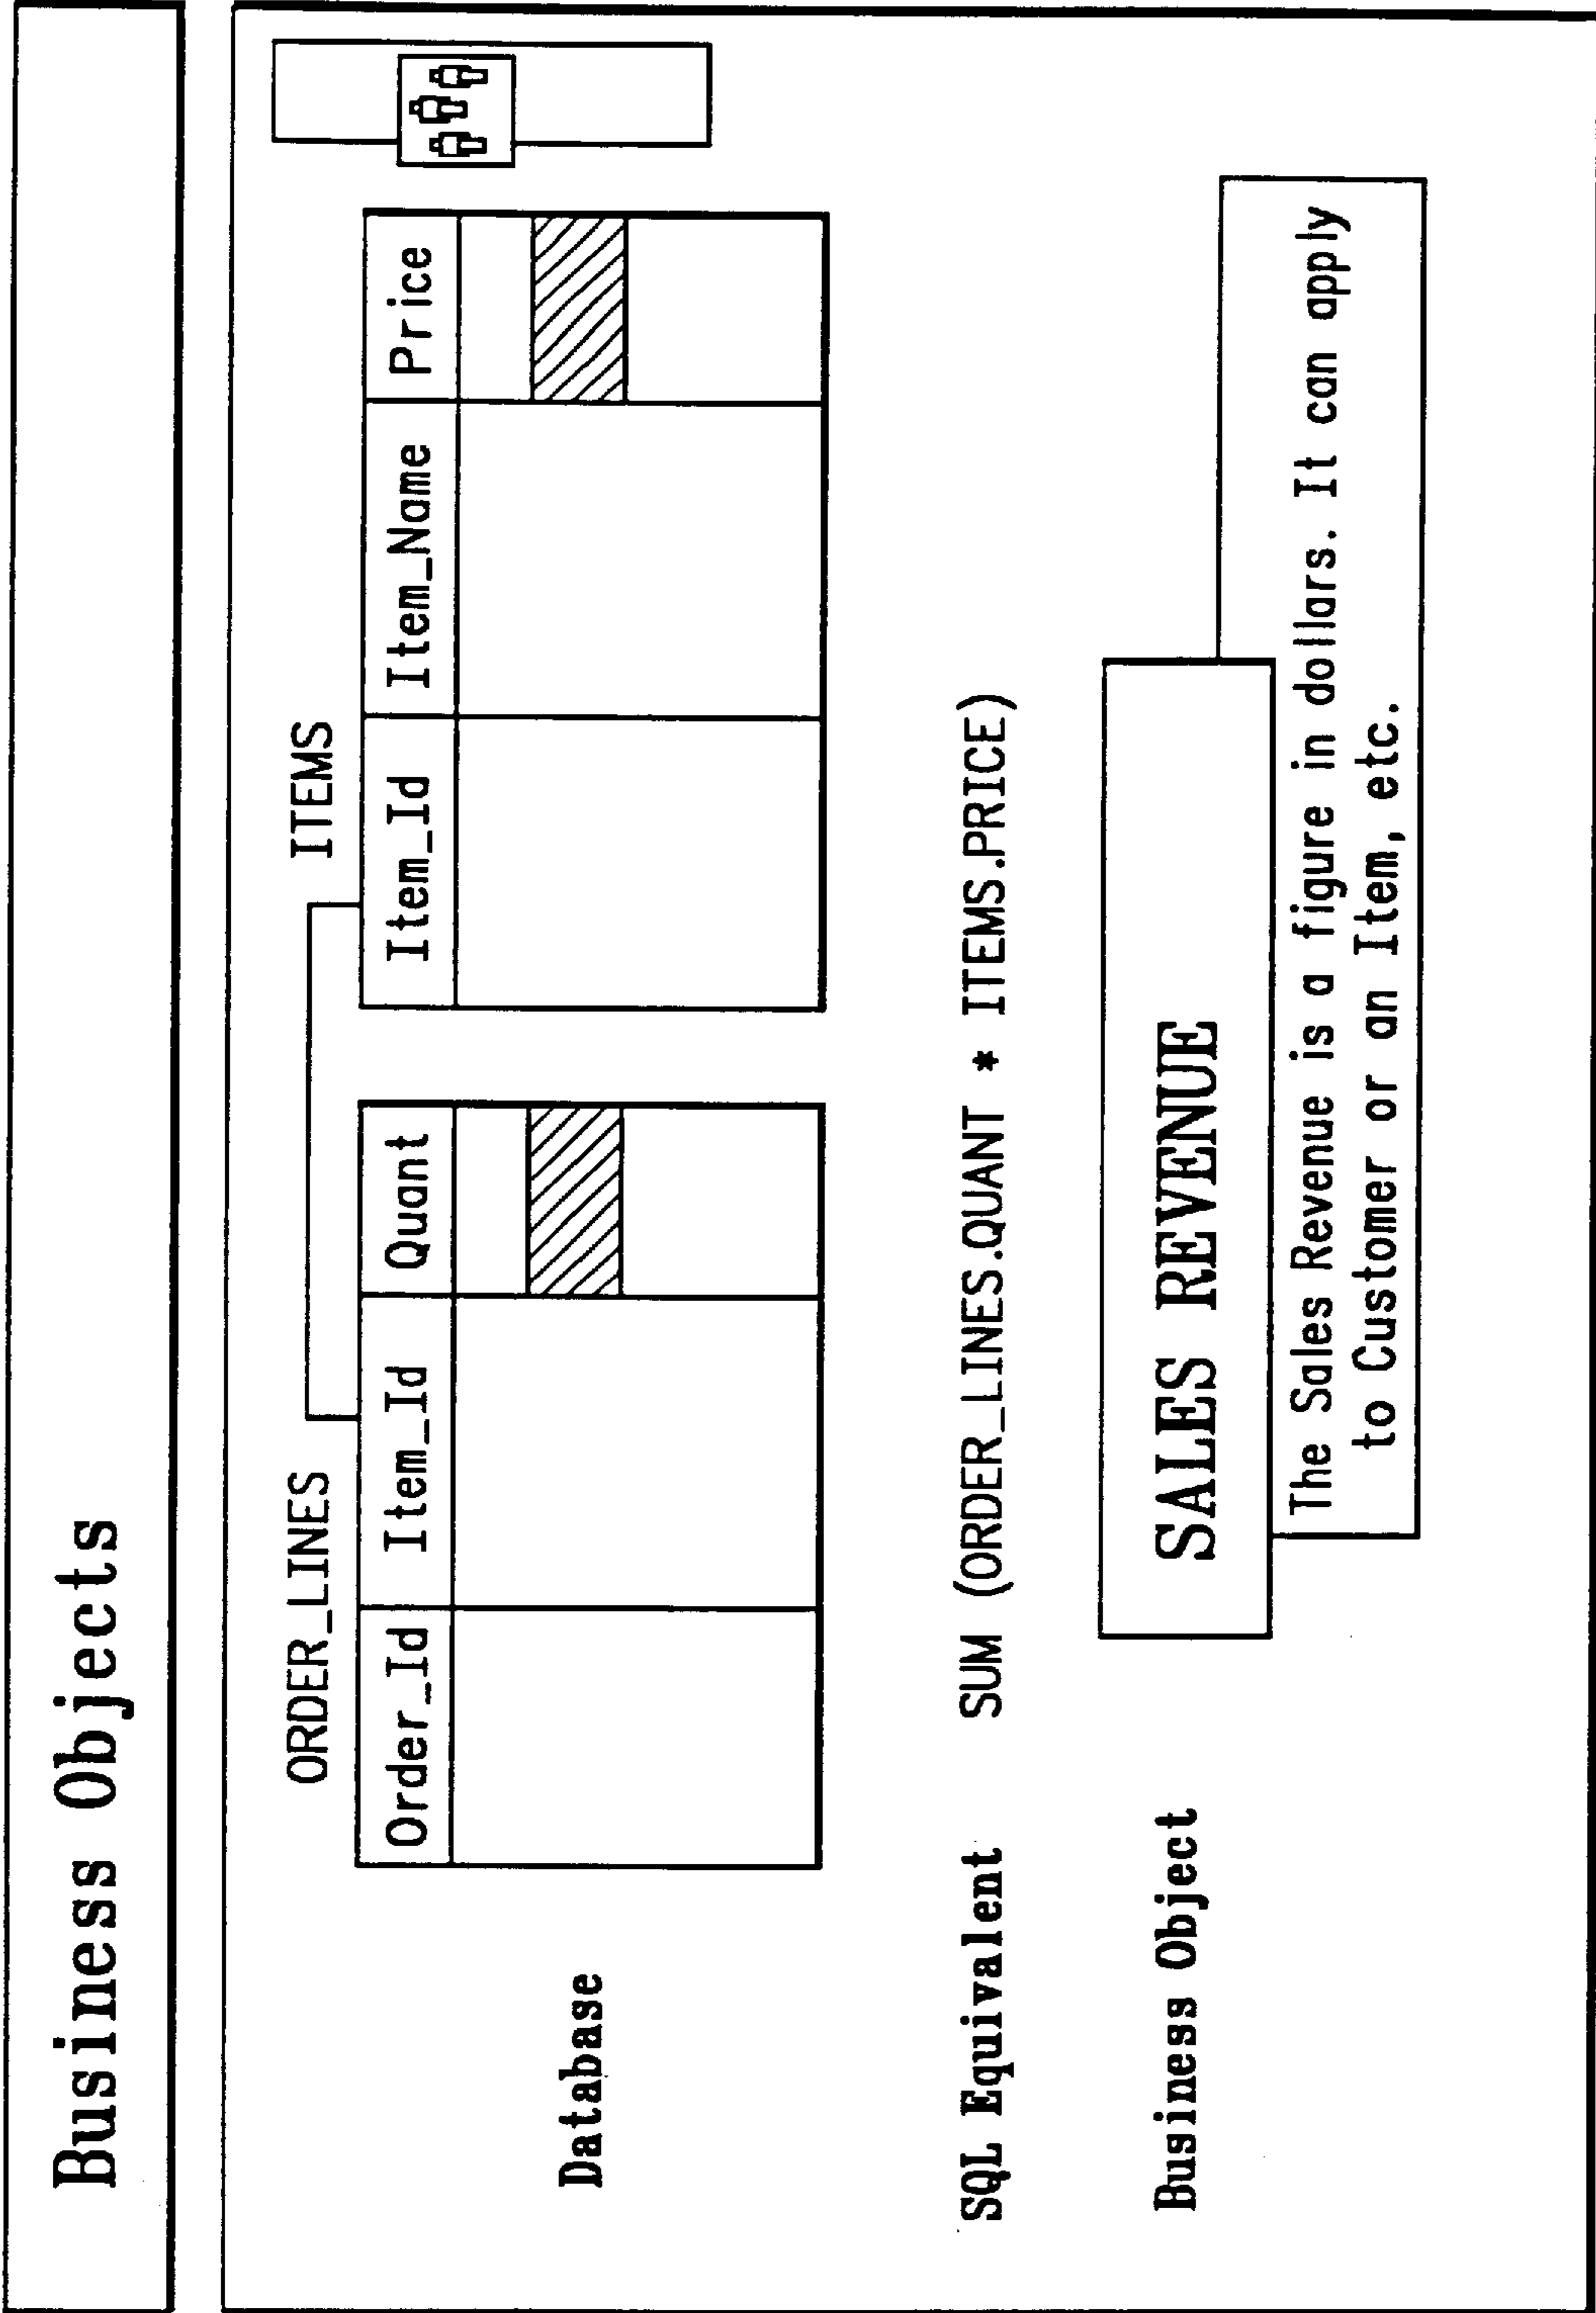 Business Objects
ORDER_LINES
ITEMS
Order_Id Item_Id Quant
Item_Id Item_Name Price
Database
SQL Equivalent
SUM (ORDER_LINES.QUANT * ITEMS.PRICE)
Business Object
SALES REVENUE
The Sales Revenue is a figure in dollars. It can apply
to Customer or an Item, etc.